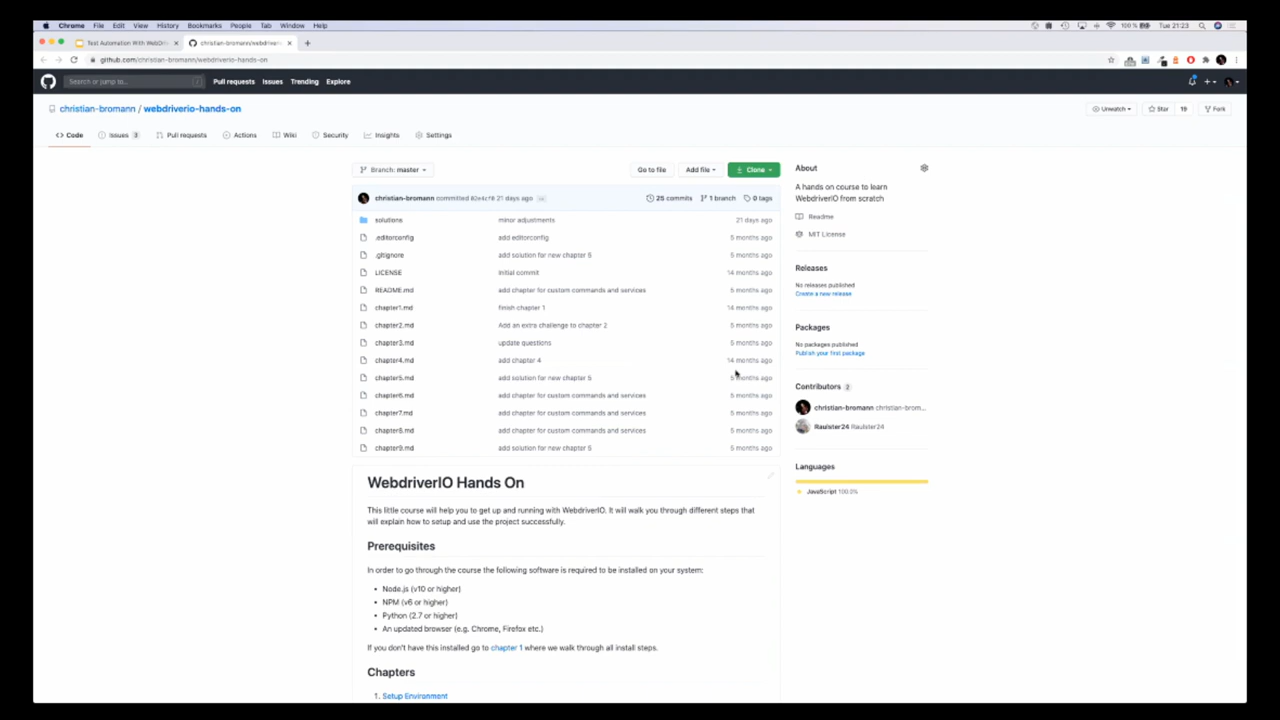 Chrome File Edit View History Bookmarks People Tab Window Help 100 % Tue 21:23
Test Automation With WebDri christian-bromann/webdriver
github.com/christian-bromann/webdriverio-hands-on
Search or jump to... / Pull requests Issues Trending Explore
christian-bromann / webdriverio-hands-on Unwatch Star 19 Fork
Code Issues 3 Pull requests Actions Wiki Security Insights Settings
Branch: master Go to file Add file Clone
christian-bromann committed 21 days ago ... 25 commits 1 branch 0 tags
solutions minor adjustments 21 days ago
.editorconfig add editorconfig 5 months ago
.gitignore add solution for new chapter 5 5 months ago
LICENSE Initial commit 14 months ago
README.md add chapter for custom commands and services 5 months ago
chapter1.md finish chapter 1 14 months ago
chapter2.md Add an extra challenge to chapter 2 5 months ago
chapter3.md update questions 5 months ago
chapter4.md add chapter 4 14 months ago
chapter5.md add solution for new chapter 5 5 months ago
chapter6.md add chapter for custom commands and services 5 months ago
chapter7.md add chapter for custom commands and services 5 months ago
chapter8.md add chapter for custom commands and services 5 months ago
chapter9.md add solution for new chapter 5 5 months ago
WebdriverIO Hands On
This little course will help you to get up and running with WebdriverIO. It will walk you through different steps that
will explain how to setup and use the project successfully.
Prerequisites
In order to go through the course the following software is required to be installed on your system:
• Node.js (v10 or higher)
• NPM (v6 or higher)
• Python (2.7 or higher)
• An updated browser (e.g. Chrome, Firefox etc.)
If you don't have this installed go to chapter 1 where we walk through all install steps.
Chapters
1. Setup Environment
About
A hands on course to learn
WebdriverIO from scratch
Readme
MIT License
Releases
No releases published
Create a new release
Packages
No packages published
Publish your first package
Contributors 2
christian-bromann christian-brom...
Raulster24 Raulster24
Languages
JavaScript 100.0%